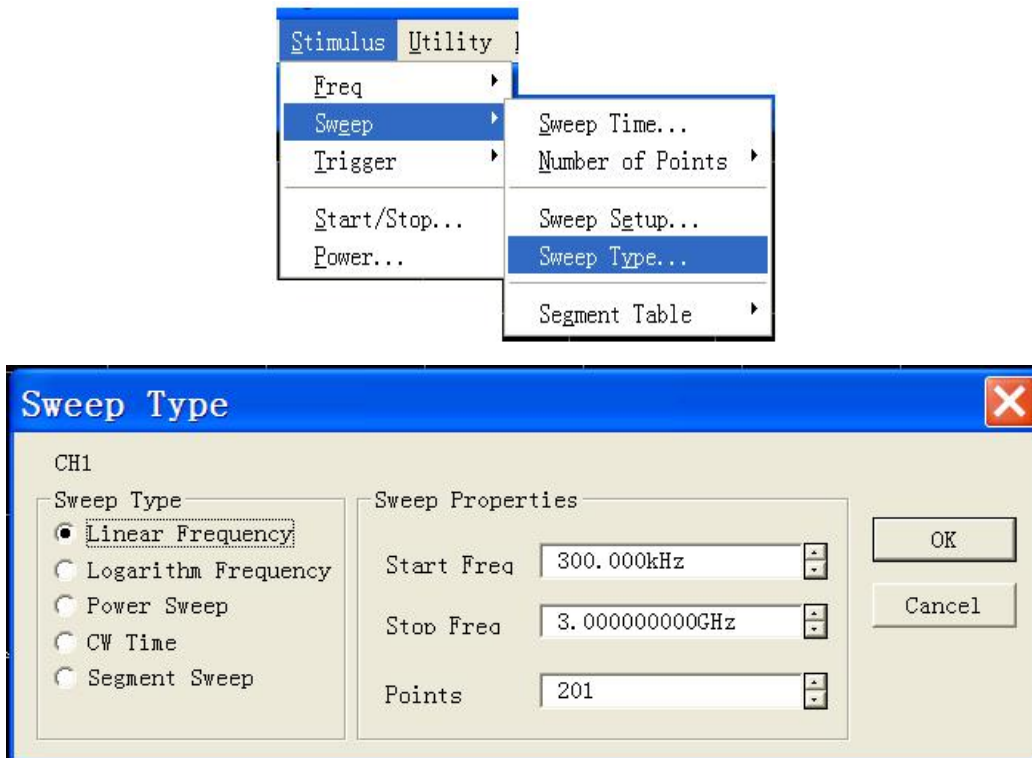 Stimulus Utility
Freq
Sweep
Trigger
Start/Stop...
Power...
Sweep Time...
Number of Points
Sweep Setup...
Sweep Type...
Segment Table
Sweep Type
CH1
Sweep Type
Linear Frequency
Logarithm Frequency
Power Sweep
CW Time
Segment Sweep
Sweep Properties
Start Freq 300.000kHz
Stop Freq 3.000000000GHz
Points 201
OK
Cancel